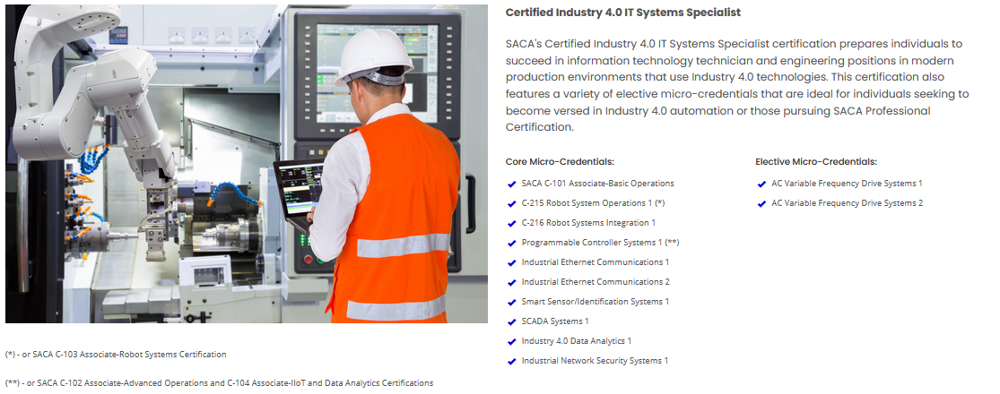 Certified Industry 4.0 IT Systems Specialist
SACA's Certified Industry 4.0 IT Systems Specialist certification prepares individuals to
succeed in information technology technician and engineering positions in modern
production environments that use Industry 4.0 technologies. This certification also
features a variety of elective micro-credentials that are ideal for individuals seeking to
become versed in Industry 4.0 automation or those pursuing SACA Professional
Certification.
Core Micro-Credentials:
SACA C-101 Associate-Basic Operations
C-215 Robot System Operations 1 (*)
C-216 Robot Systems Integration 1
Programmable Controller Systems 1 (**)
Industrial Ethernet Communications 1
Industrial Ethernet Communications 2
Smart Sensor/Identification Systems 1
SCADA Systems 1
Industry 4.0 Data Analytics 1
Industrial Network Security Systems 1
Elective Micro-Credentials:
AC Variable Frequency Drive Systems 1
AC Variable Frequency Drive Systems 2
(*) - or SACA C-103 Associate-Robot Systems Certification
(**) - or SACA C-102 Associate-Advanced Operations and C-104 Associate-IIoT and Data Analytics Certifications